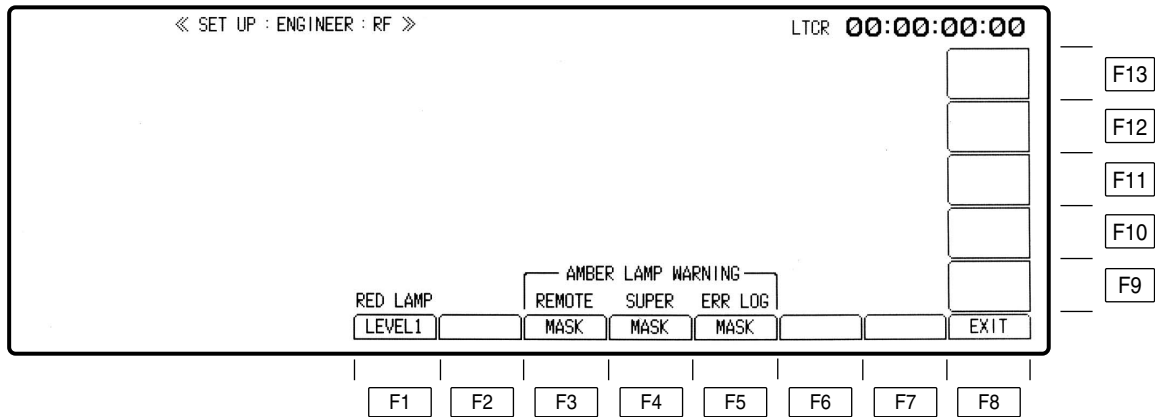 ≪ SET UP : ENGINEER : RF ≫ LTCR 00:00:00:00
F13
F12
F11
F10
F9
AMBER LAMP WARNING
RED LAMP REMOTE SUPER ERR LOG
LEVEL1 MASK MASK MASK EXIT
F1 F2 F3 F4 F5 F6 F7 F8